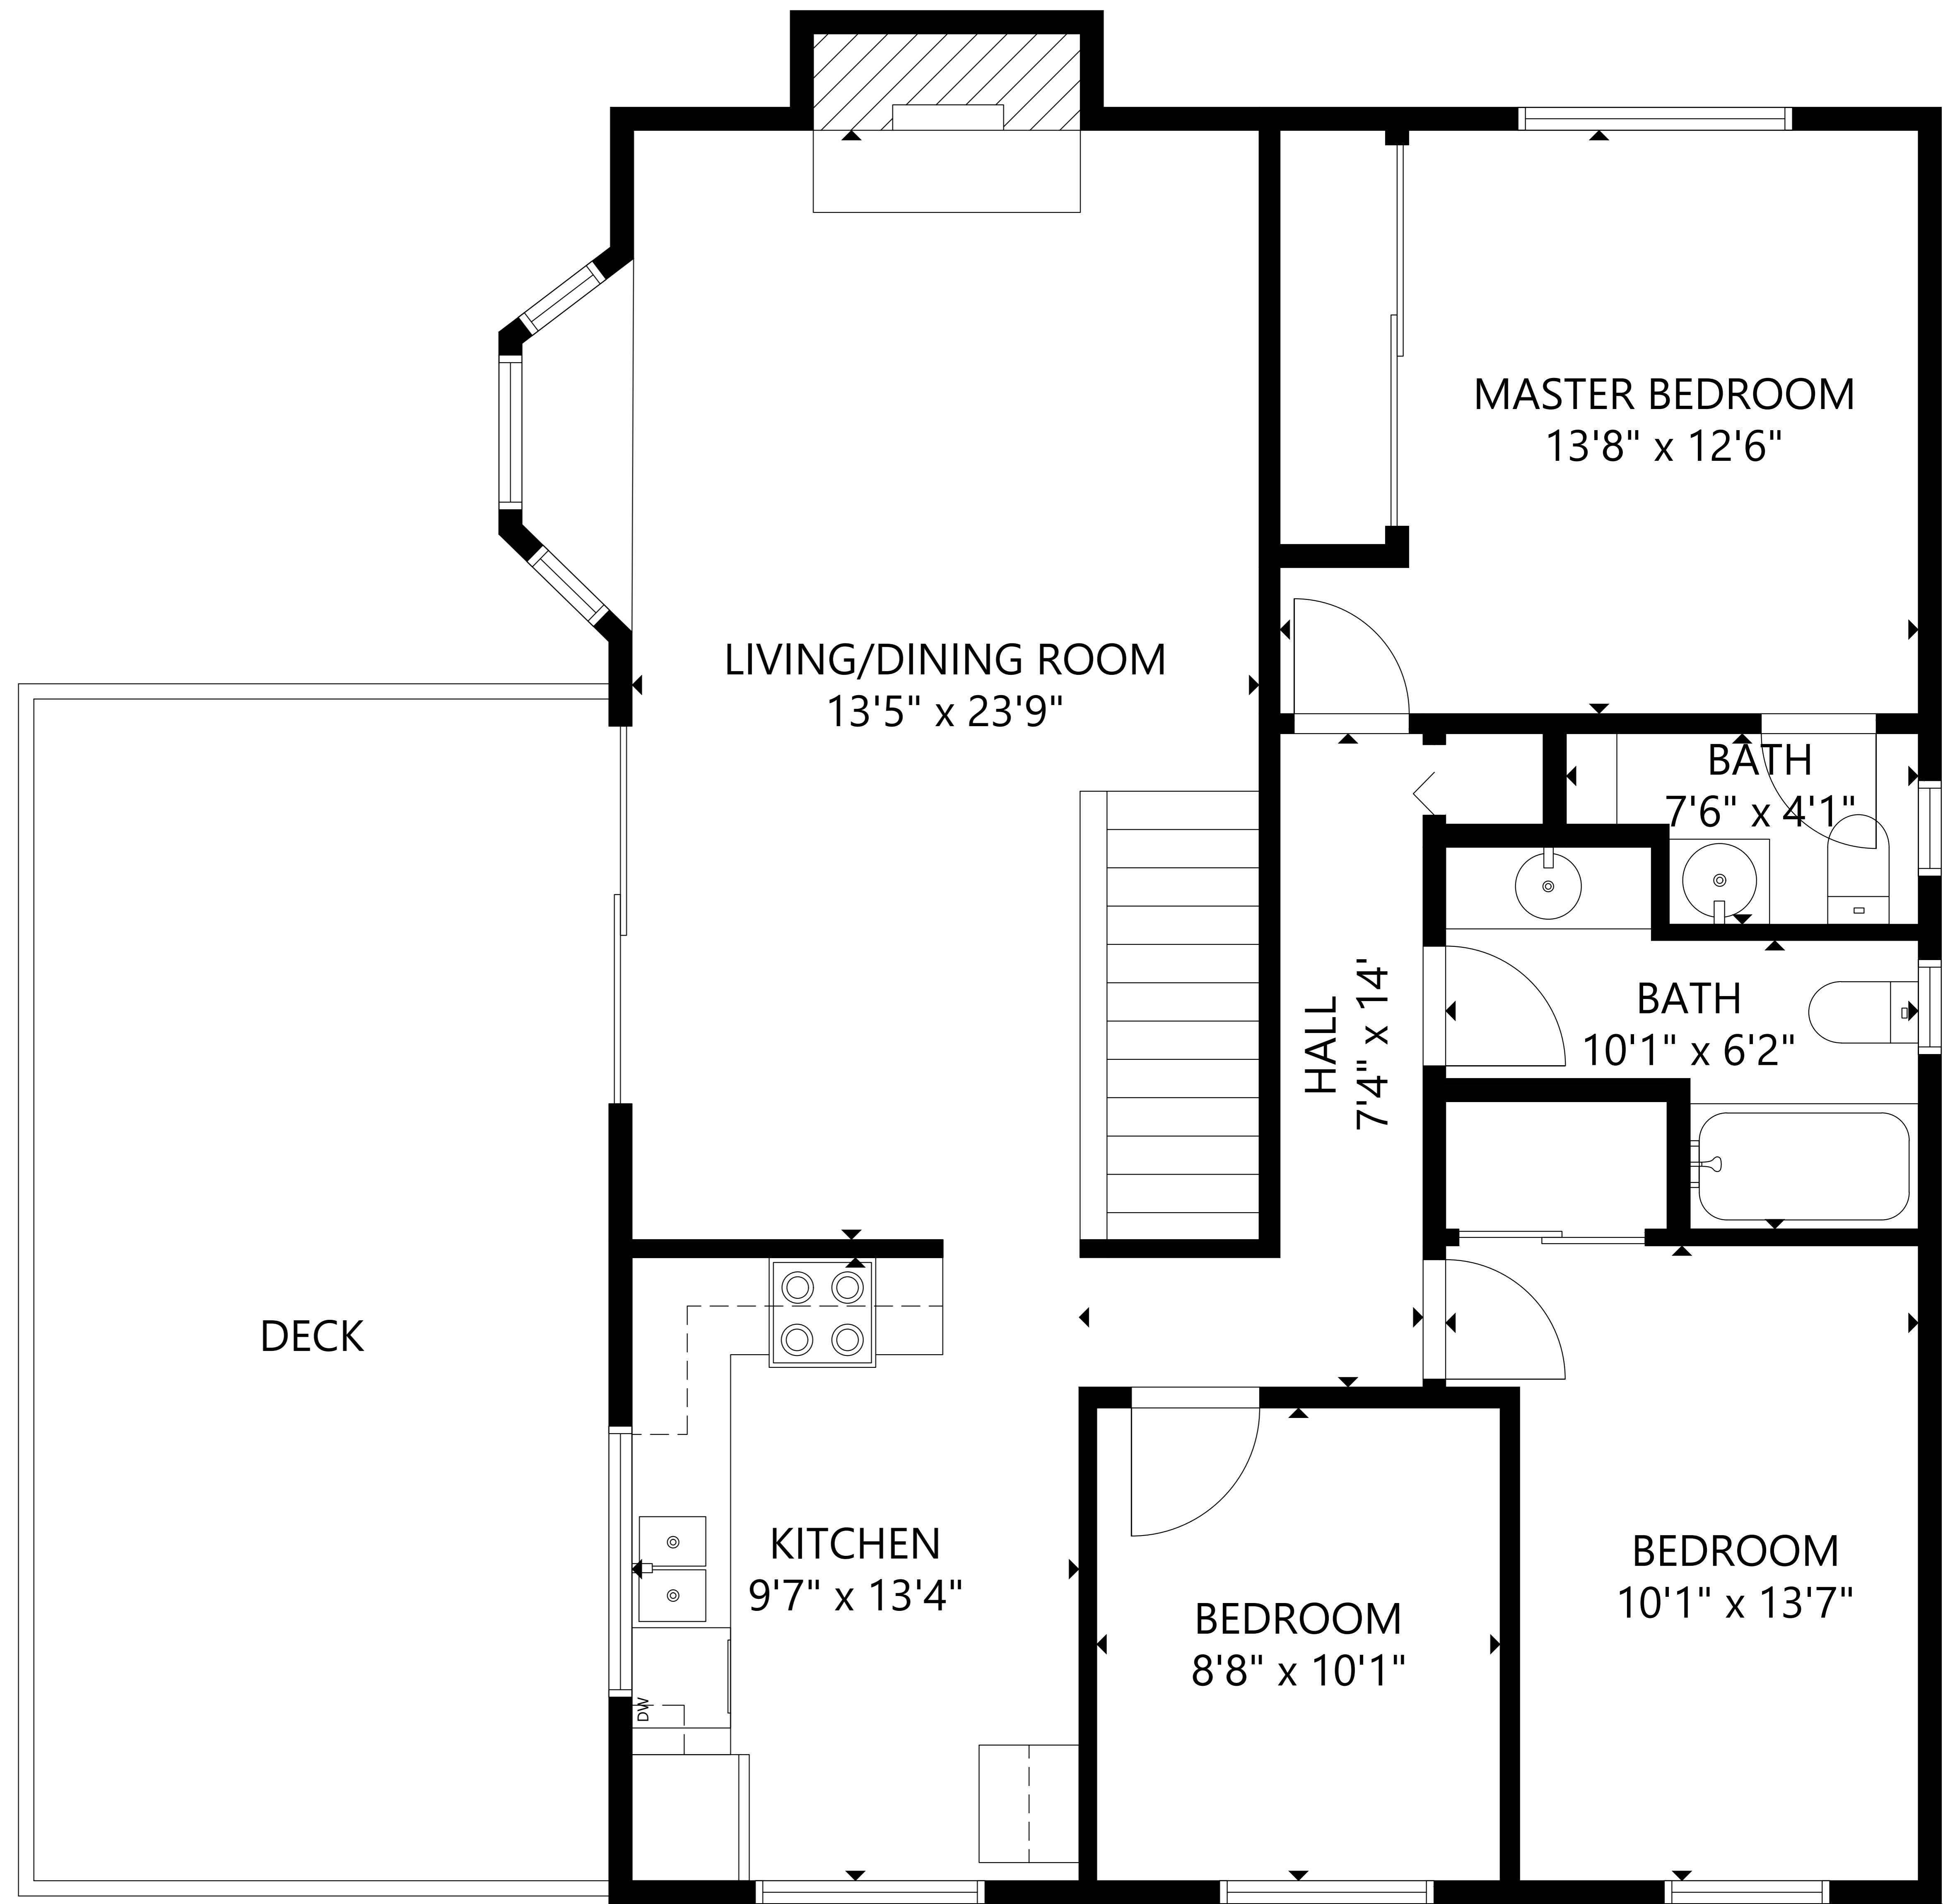 MASTER BEDROOM
13'8" x 12'6"
LIVING/DINING ROOM
13'5" x 23'9"
BATH
7'6" x 4'1"
BATH
10'1" x 6'2"
HALL
7'4" x 14'
DECK
KITCHEN
9'7" x 13'4"
DW
BEDROOM
8'8" x 10'1"
BEDROOM
10'1" x 13'7"